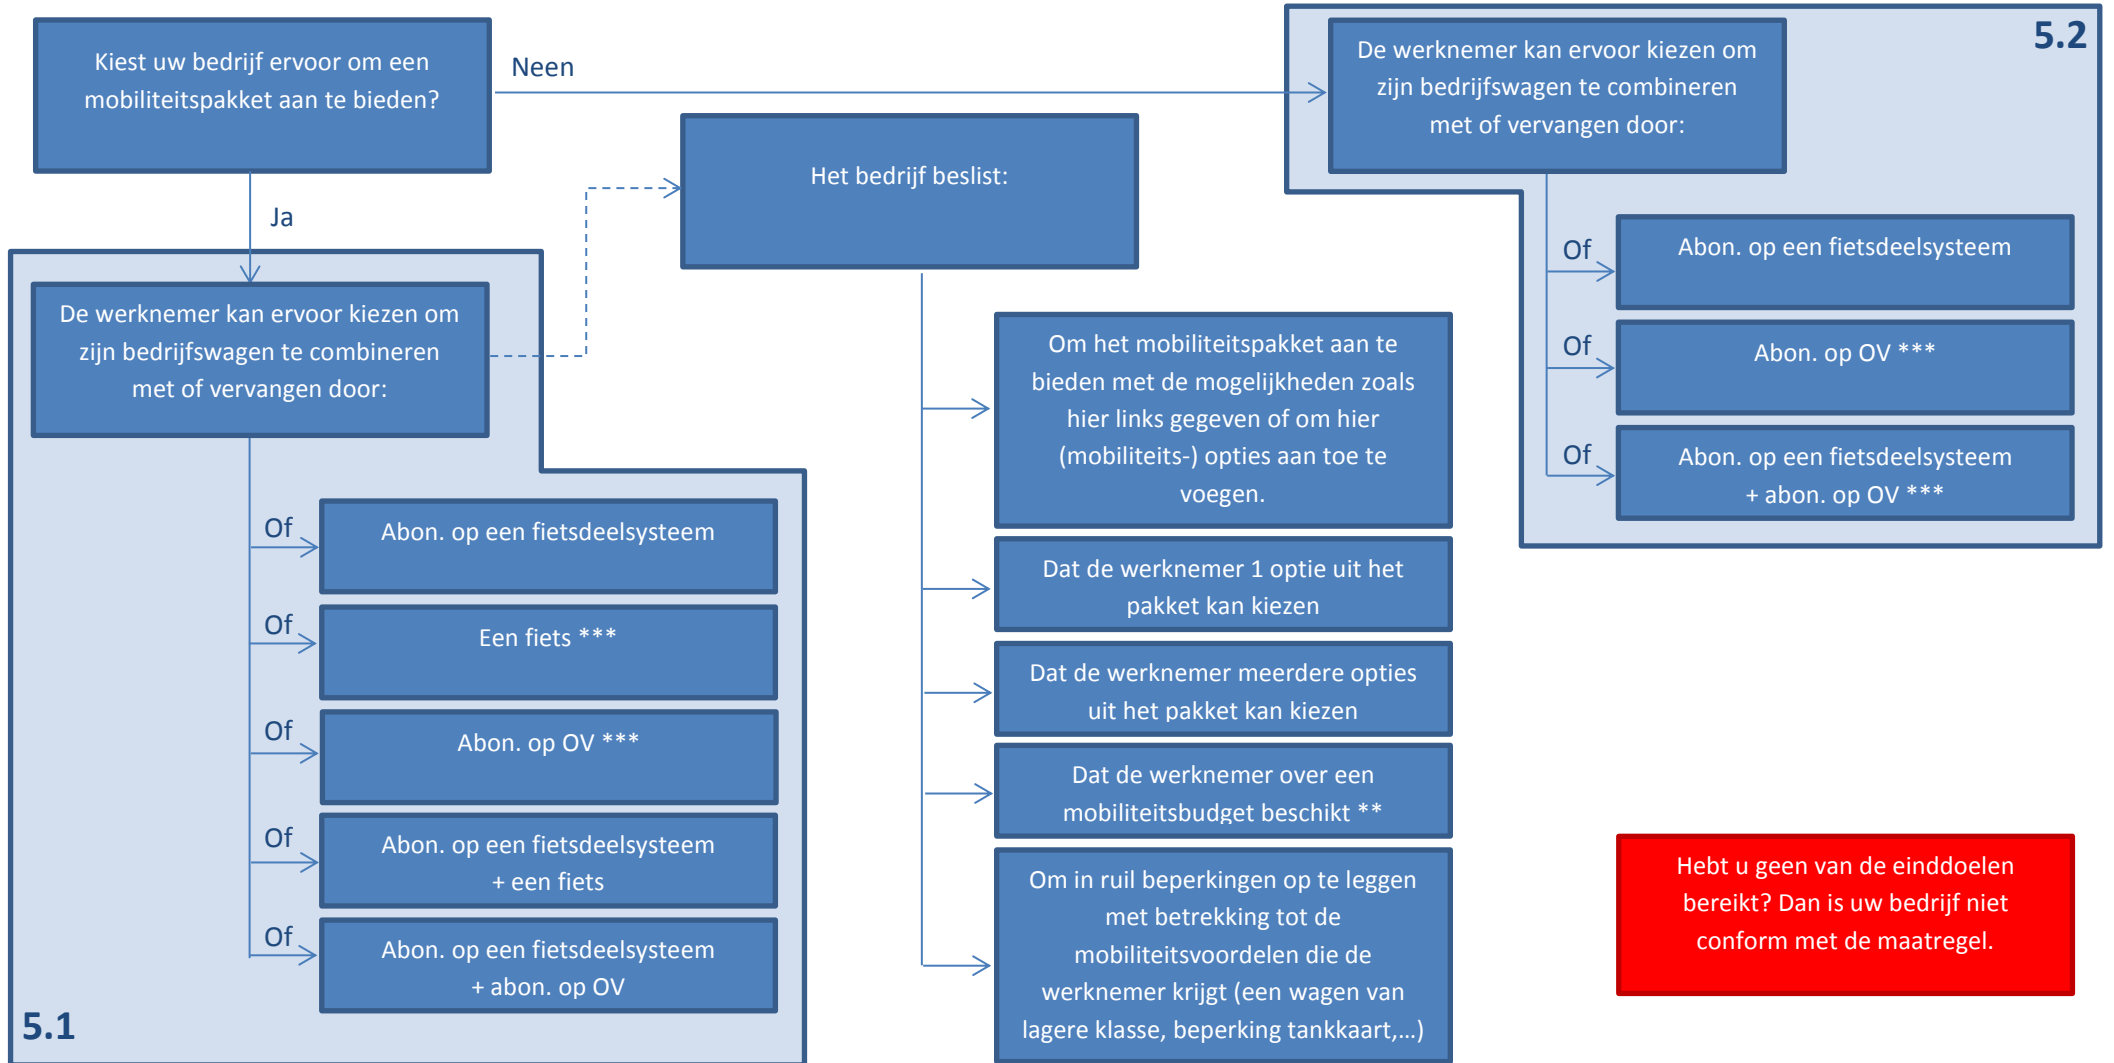 Kiest uw bedrijf ervoor om een
mobiliteitspakket aan te bieden?
Neen
Ja
De werknemer kan ervoor kiezen om
zijn bedrijfswagen te combineren
met of vervangen door:
Of
Abon. op een fietsdeelsysteem
Of
Een fiets ***
Of
Abon. op OV ***
Of
Abon. op een fietsdeelsysteem
+ een fiets
Of
Abon. op een fietsdeelsysteem
+ abon. op OV
5.1
Het bedrijf beslist:
Om het mobiliteitspakket aan te
bieden met de mogelijkheden zoals
hier links gegeven of om hier
(mobiliteits-) opties aan toe te
voegen.
Dat de werknemer 1 optie uit het
pakket kan kiezen
Dat de werknemer meerdere opties
uit het pakket kan kiezen
Dat de werknemer over een
mobiliteitsbudget beschikt **
Om in ruil beperkingen op te leggen
met betrekking tot de
mobiliteitsvoordelen die de
werknemer krijgt (een wagen van
lagere klasse, beperking tankkaart,…)
5.2
De werknemer kan ervoor kiezen om
zijn bedrijfswagen te combineren
met of vervangen door:
Of
Abon. op een fietsdeelsysteem
Of
Abon. op OV ***
Of
Abon. op een fietsdeelsysteem
+ abon. op OV ***
Hebt u geen van de einddoelen
bereikt? Dan is uw bedrijf niet
conform met de maatregel.